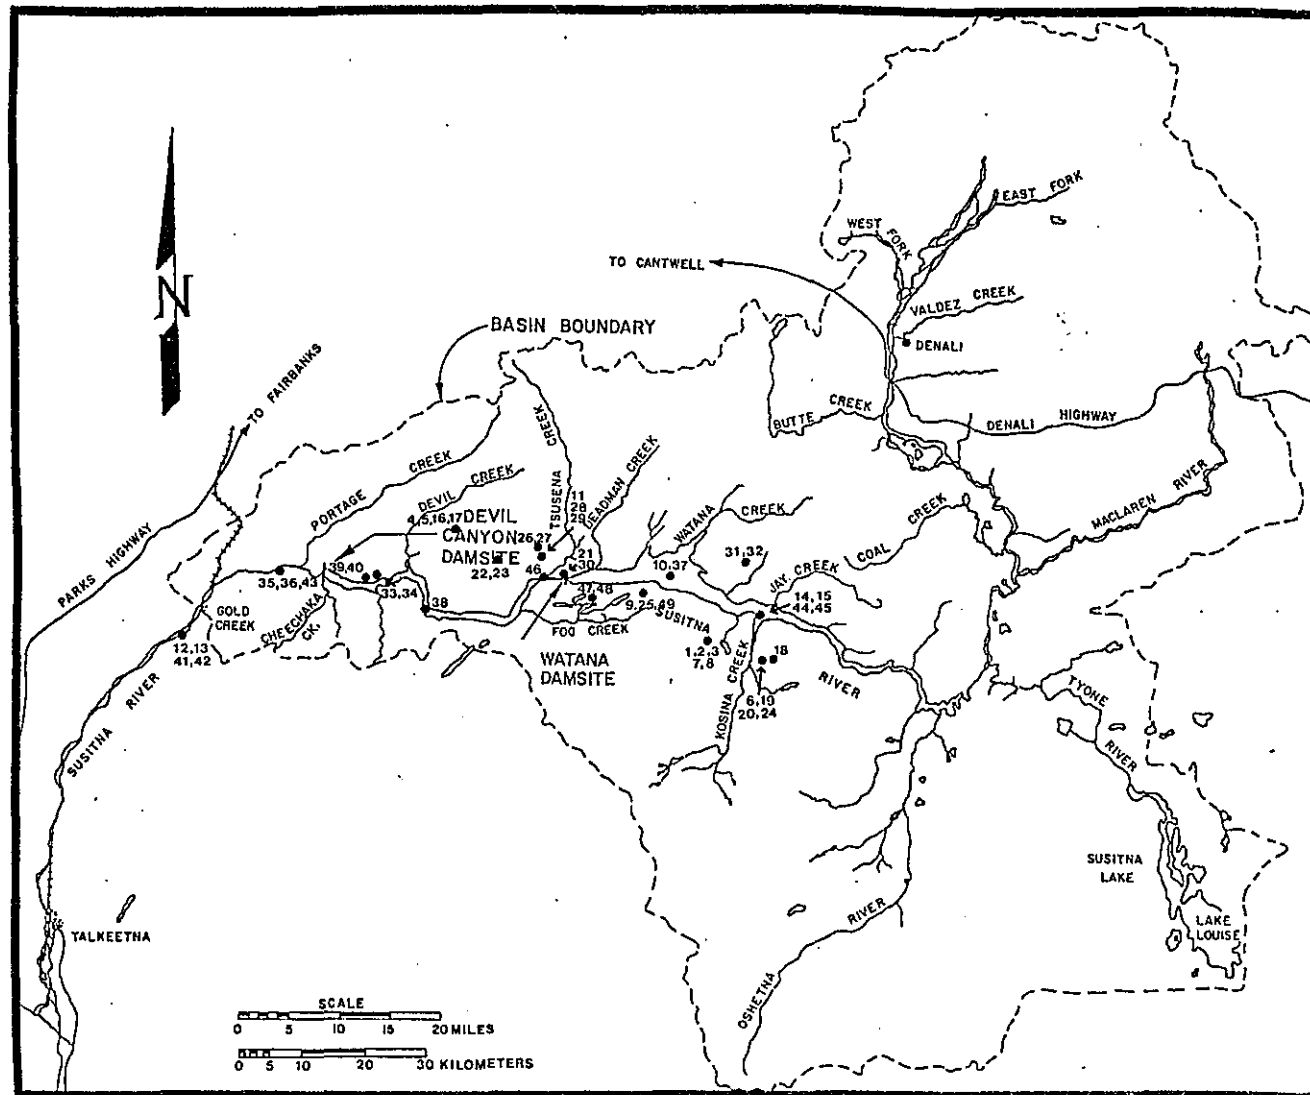 EAST FORK
WEST FORK
TO CANTWELL
VALDEZ CREEK
N
BASIN BOUNDARY
DENALI
TO FAIRBANKS
BUTTE CREEK
DENALI HIGHWAY
PORTAGE CREEK
TSUSENA CREEK
DEADMAN CREEK
DEVIL CREEK
11
28
29
WATANA CREEK
COAL CREEK
MACLAREN RIVER
PARKS HIGHWAY
4,5,16,17
DEVIL
CANYON
DAMSITE
26,27
21
30
31,32
39,40
22,23
46
10,37
JAY CREEK
35,36,43
33,34
47,48
14,15
44,45
38
9,25,49
GOLD
CREEK
CHEECHAKO
CK.
FOG CREEK
SUSITNA
RIVER
12,13
41,42
1,2,3
7,8
18
WATANA
DAMSITE
KOSINA CREEK
6,19
20,24
TYONE
RIVER
SUSITNA RIVER
SUSITNA
LAKE
LAKE
LOUISE
TALKEETNA
OSHETNA RIVER
SCALE
0 5 10 15 20 MILES
0 5 10 20 30 KILOMETERS